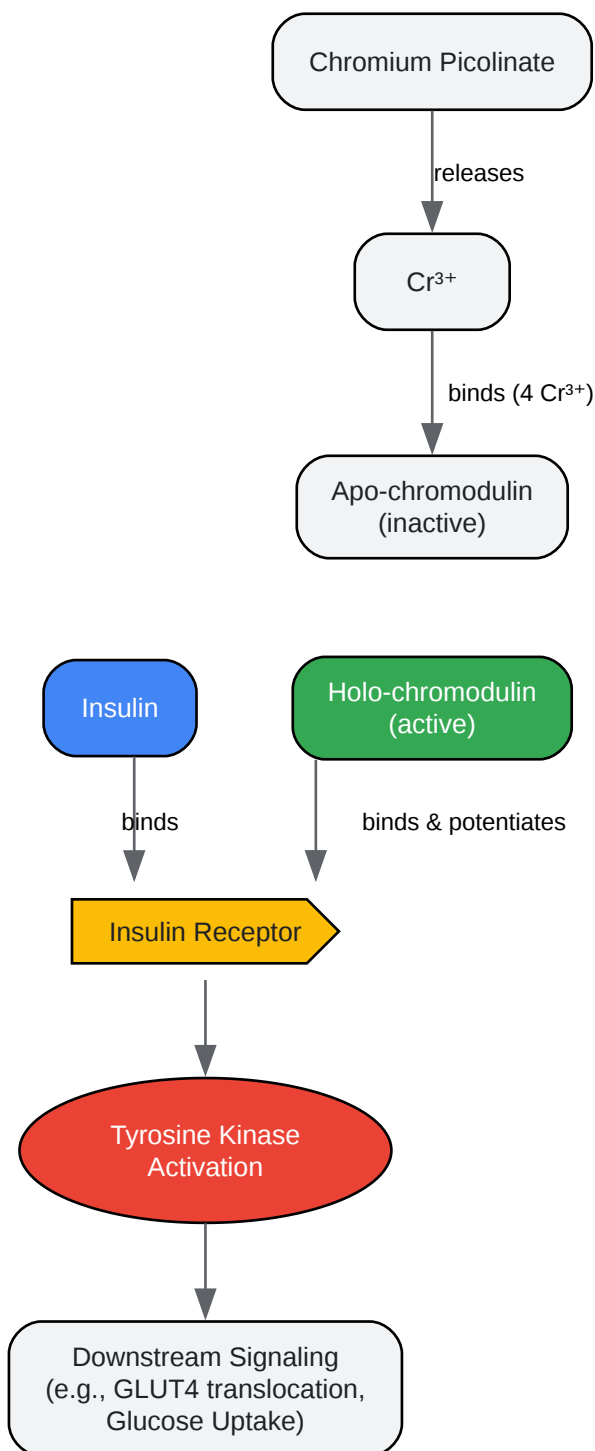 Chromium Picolinate
releases
Cr³⁺
binds (4 Cr³⁺)
Apo-chromodulin
(inactive)
Insulin
Holo-chromodulin
(active)
binds
binds & potentiates
Insulin Receptor
Tyrosine Kinase
Activation
Downstream Signaling
(e.g., GLUT4 translocation,
Glucose Uptake)